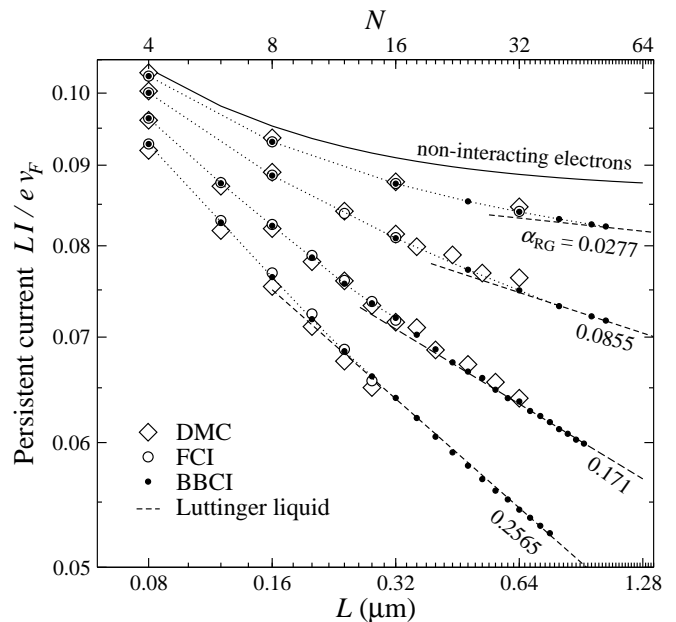 N
4 8 16 32 64
0.10
0.09
0.08
0.07
0.06
0.05
Persistent current LI / e v_F
non-interacting electrons
α_RG = 0.0277
0.0855
0.171
0.2565
DMC
FCI
BBCI
Luttinger liquid
0.08 0.16 0.32 0.64 1.28
L (μm)